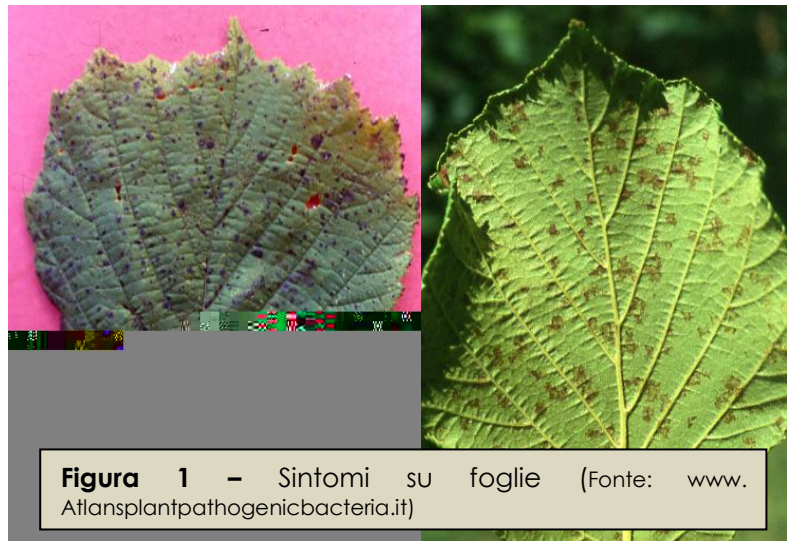 Figura 1 – Sintomi su foglie (Fonte: www.
Atlansplantpathogenicbacteria.it)